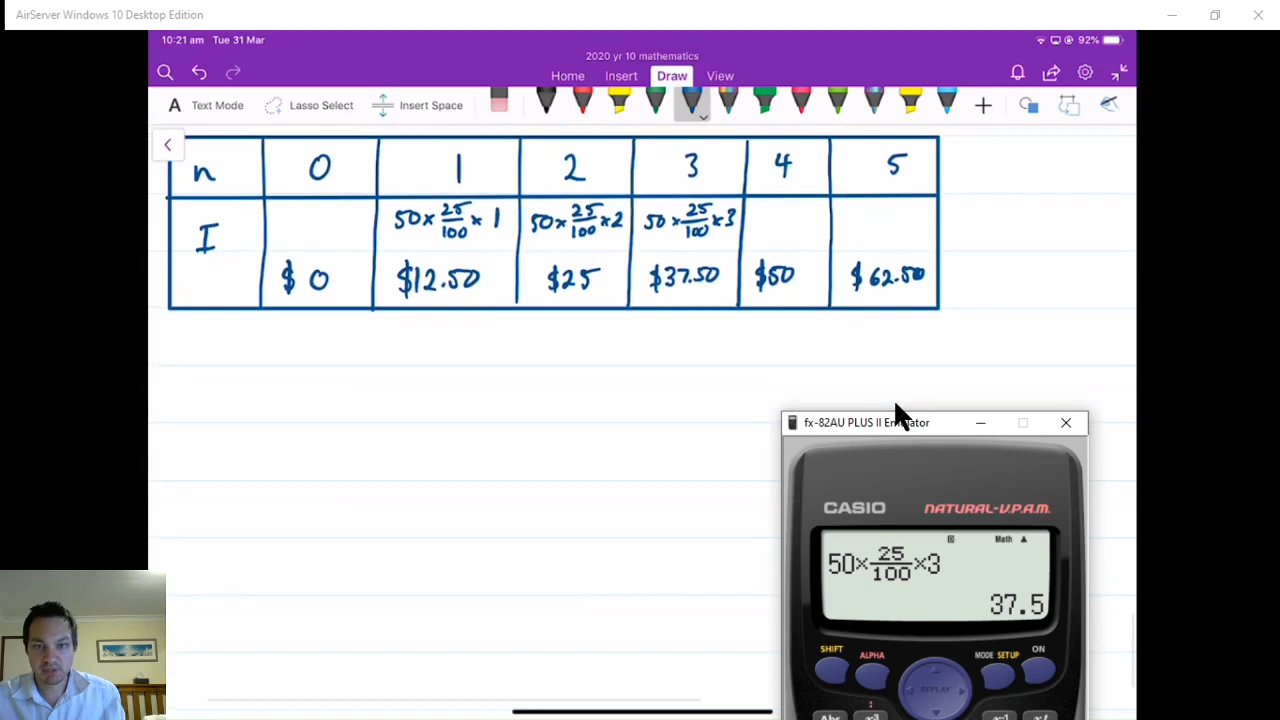 AirServer Windows 10 Desktop Edition
10:21 am Tue 31 Mar
92%
2020 yr 10 mathematics
Home Insert Draw View
A Text Mode Lasso Select Insert Space
n 0 1 2 3 4 5
50 × 25/100 × 1 50 × 25/100 × 2 50 × 25/100 × 3
I
$0 $12.50 $25 $37.50 $50 $62.50
fx-82AU PLUS II
CASIO NATURAL-V.P.A.M.
D Math ▲
50×25/100×3
37.5
SHIFT ALPHA MODE SETUP ON
REPLAY
Abs x³ x⁻¹